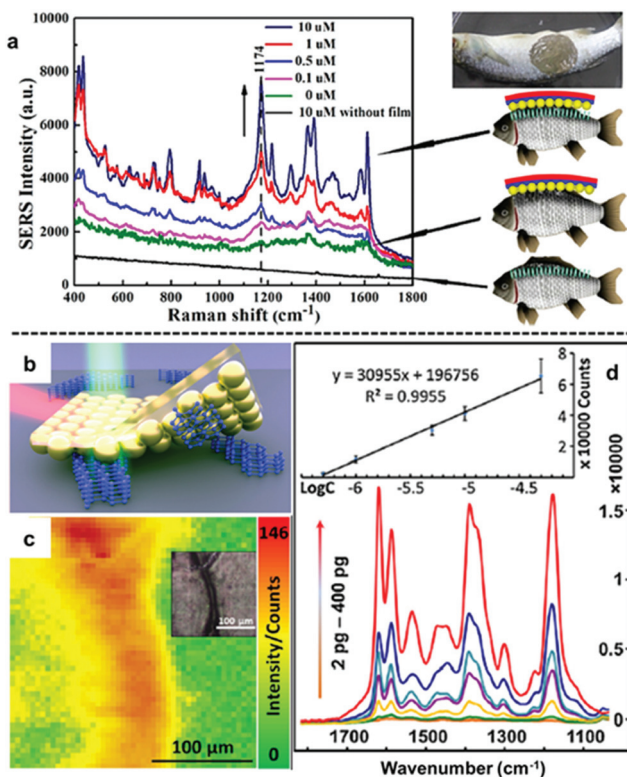 a
10 uM
1 uM
0.5 uM
0.1 uM
0 uM
10 uM without film
1174
SERS Intensity (a.u.)
10000
8000
6000
4000
2000
0
400 600 800 1000 1200 1400 1600 1800
Raman shift (cm-1)
b
c
146
Intensity/Counts
0
100 μm
100 μm
d
y = 30955x + 196756
R² = 0.9955
8
6
4
2
x 10000 Counts
LogC -6 -5.5 -5 -4.5
×10000
1.5
1
0.5
0
2 pg – 400 pg
1700 1500 1300 1100
Wavenumber (cm-1)